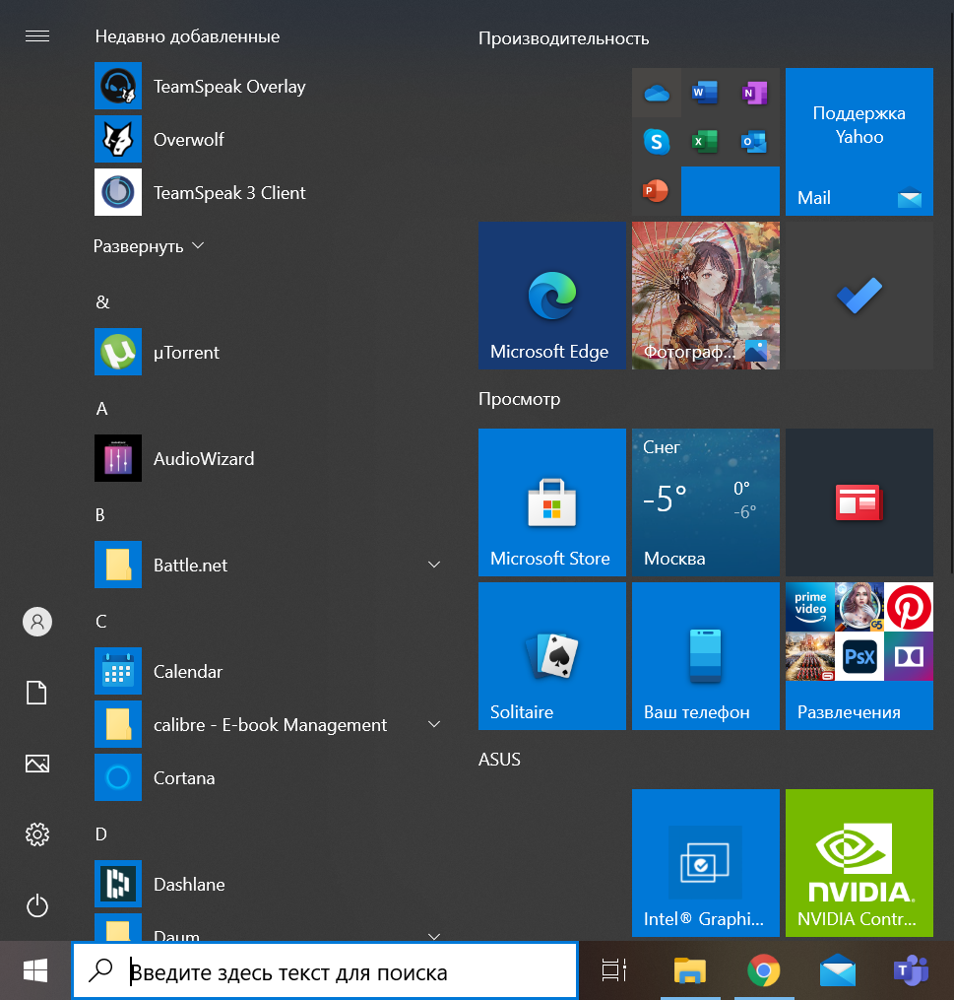 Недавно добавленные
TeamSpeak Overlay
Overwolf
TeamSpeak 3 Client
Развернуть
&
µTorrent
A
AudioWizard
B
Battle.net
C
Calendar
calibre - E-book Management
Cortana
D
Dashlane
Daum
Производительность
Поддержка
Yahoo
Mail
Microsoft Edge
Фотограф...
Просмотр
Microsoft Store
Снег
-5°
0°
-6°
Москва
Solitaire
Ваш телефон
prime
video
G5
PsX
Развлечения
ASUS
Intel® Graphi...
NVIDIA.
NVIDIA Contr...
Введите здесь текст для поиска